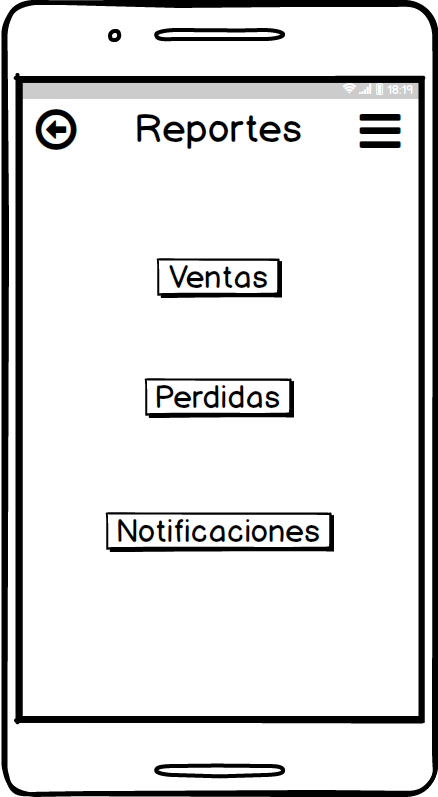 18:19
Reportes
Ventas
Perdidas
Notificaciones